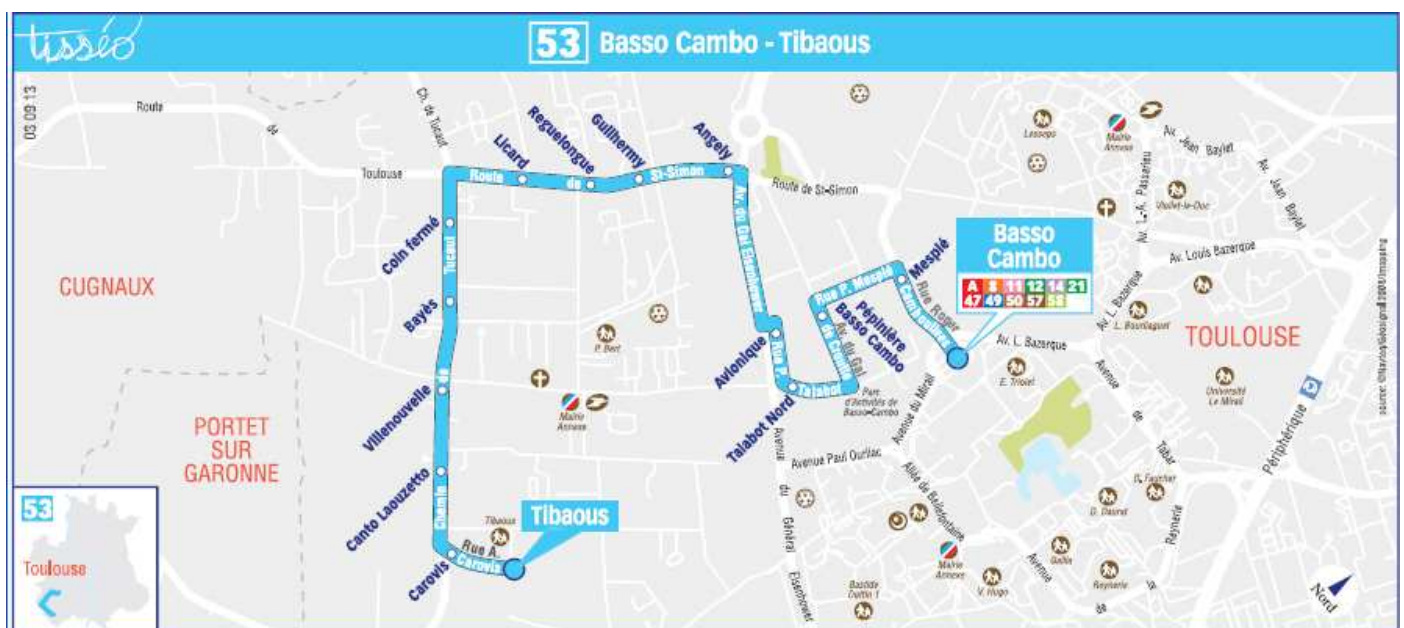 tisséo
53 Basso Cambo - Tibaous
03 09 13
Route
de
Toulouse
Ch. de Tucaut
Licard
Reguelongue
Guilhermy
Angely
Route de St-Simon
Route de St-Simon
Av. du Gal Eisenhower
Coin fermé
Bayès
Villenouvelle
Canto Laouzetto
Carovis
Chemin de Tucaut
Rue A.
Carovis
Tibaous
Tibaous
CUGNAUX
PORTET
SUR
GARONNE
53
Toulouse
P. Bert
Mairie
Annexe
Avionique
Rue P.
Talabot
Talabot Nord
Av. du Gal
de Croutte
Pépinière
Basso Cambo
Rue P. Mesplé
Mesplé
Rue Roger
Camboulives
Basso
Cambo
A 8 11 12 14 21
47 49 50 57 58
Parc
d'Activités de
Basso-Cambo
Avenue du Mirail
Avenue Paul Ourliac
Avenue du Général Eisenhower
Allée de Bellefontaine
Av. L. Bazerque
Av. L. Bazerque
Av. Louis Bazerque
Av. L.-A. Passerieu
Av. Jean Baylet
Av. Jean Baylet
Lesseps
Mairie
Annexe
Viollet-le-Duc
L. Bourliaguet
E. Triolet
TOULOUSE
Université
Le Mirail
Périphérique
Avenue de Tabar
D. Faucher
D. Daurat
Gallia
Reynerie
Reynerie
Avenue
de
Mairie
Annexe
V. Hugo
Bastide
Nord